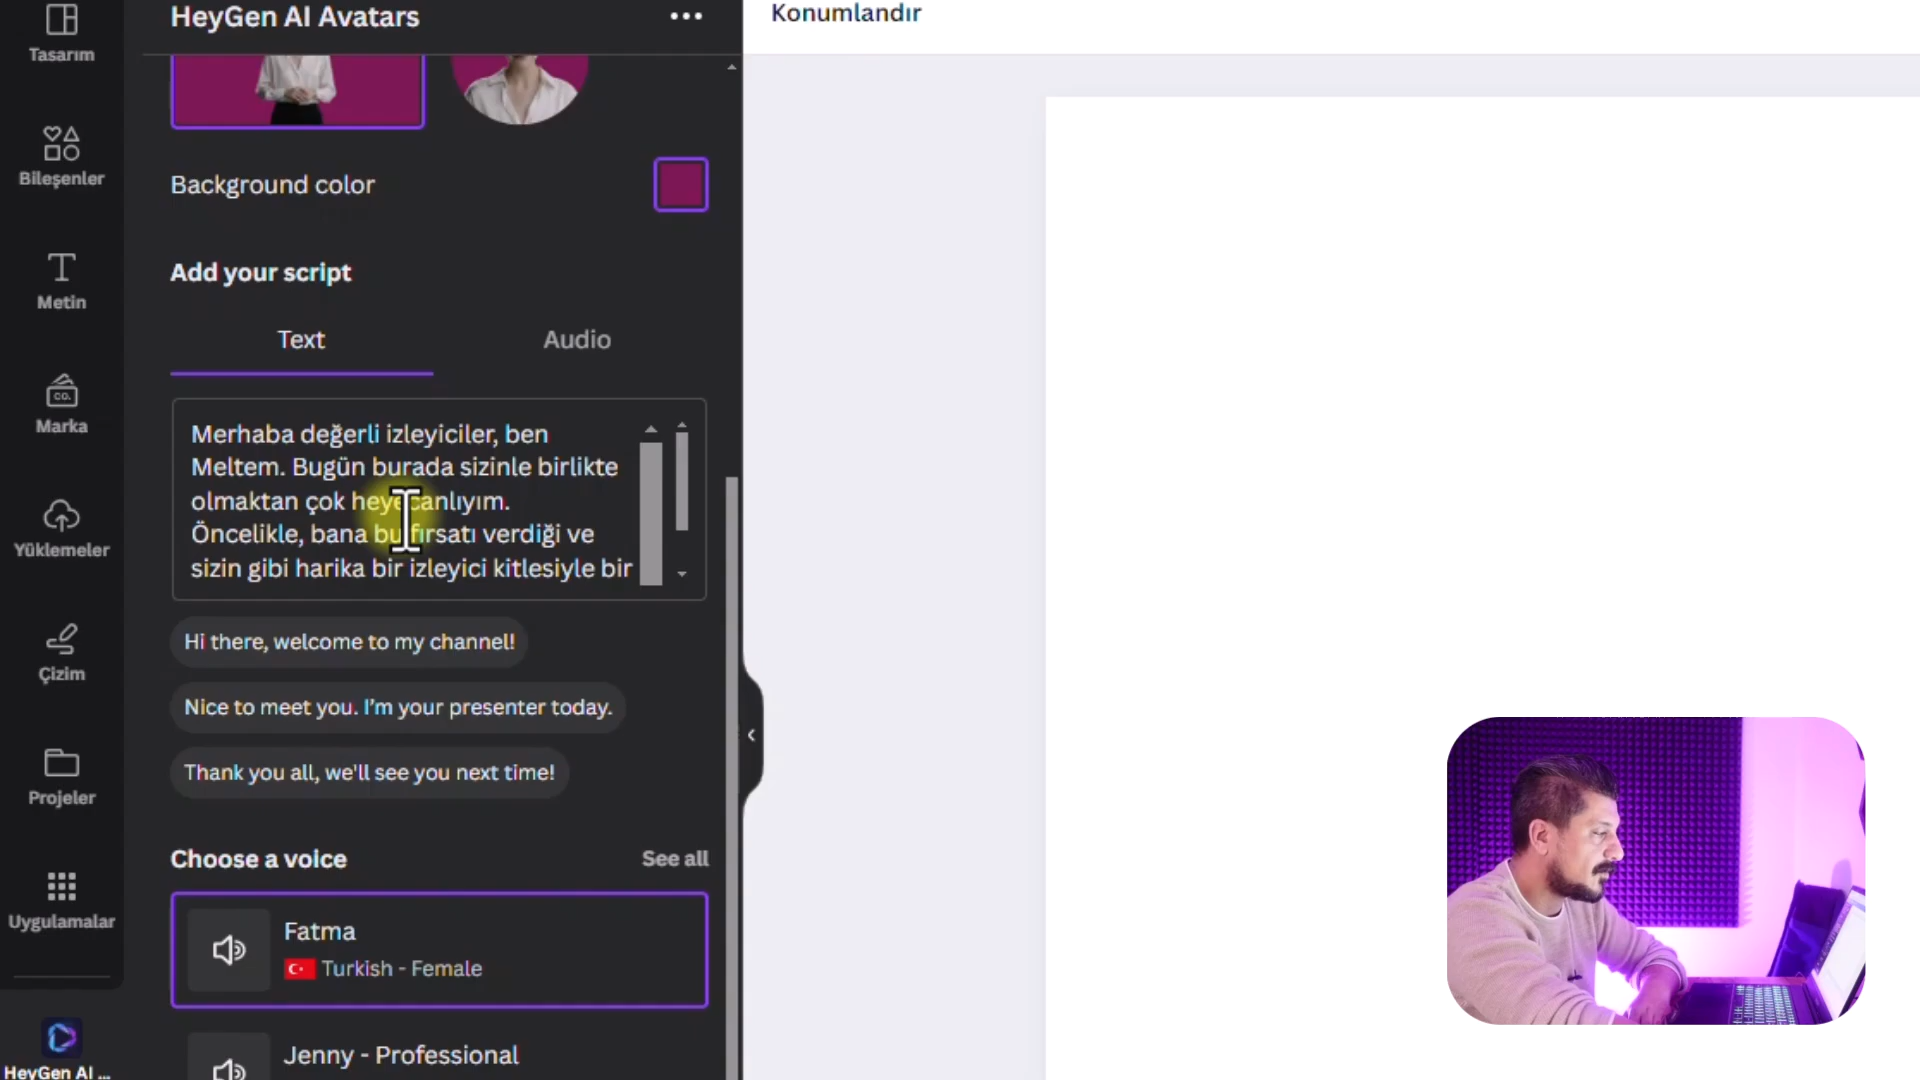 HeyGen AI Avatars
Konumlandır
Tasarım
Bileşenler
Metin
Marka
CO.
Yüklemeler
Çizim
Projeler
Uygulamalar
HeyGen AI ...
Background color
Add your script
Text
Audio
Merhaba değerli izleyiciler, ben
Meltem. Bugün burada sizinle birlikte
olmaktan çok heyecanlıyım.
Öncelikle, bana bu fırsatı verdiği ve
sizin gibi harika bir izleyici kitlesiyle bir
Hi there, welcome to my channel!
Nice to meet you. I'm your presenter today.
Thank you all, we'll see you next time!
Choose a voice
See all
Fatma
Turkish - Female
Jenny - Professional